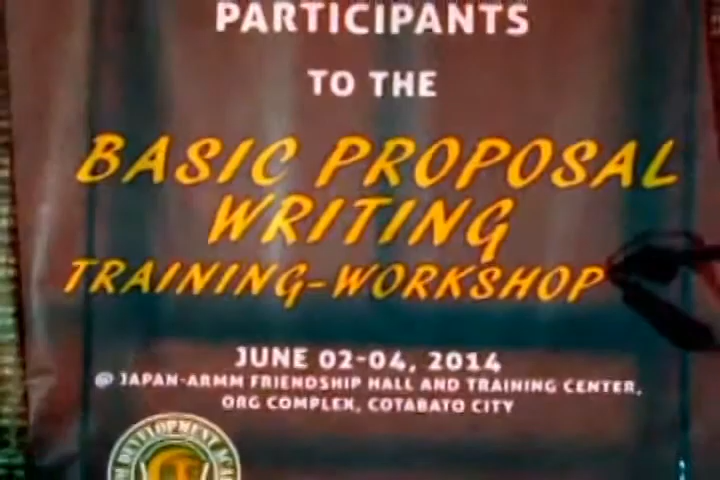 PARTICIPANTS
TO THE
BASIC PROPOSAL
WRITING
TRAINING-WORKSHOP
JUNE 02-04, 2014
@ JAPAN-ARMM FRIENDSHIP HALL AND TRAINING CENTER,
ORG COMPLEX, COTABATO CITY
DEVELOPMENT